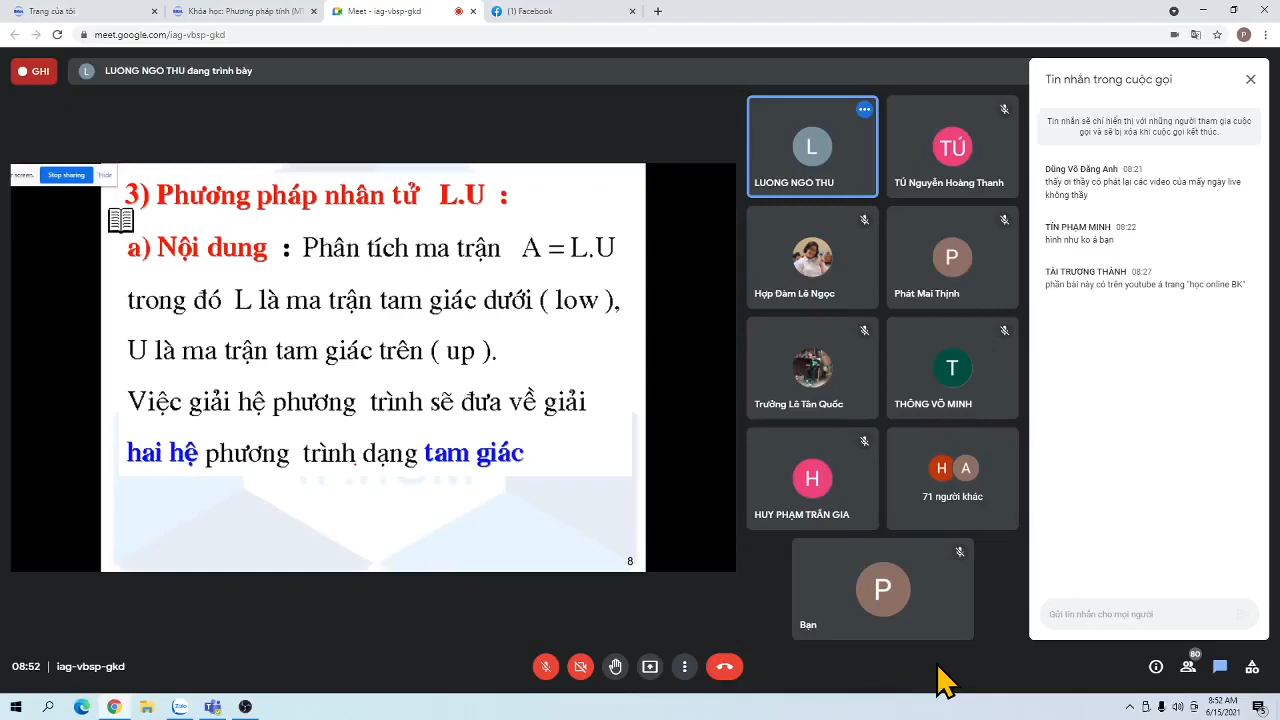 Trang của tôi
Khóa học: Phương pháp tính (MT
Meet - iag-vbsp-gkd
(1) Facebook
meet.google.com/iag-vbsp-gkd
P
GHI
L
LUONG NGO THU đang trình bày
r screen.
Stop sharing
Hide
3) Phương pháp nhân tử L.U :
a) Nội dung : Phân tích ma trận A = L.U
trong đó L là ma trận tam giác dưới ( low ),
U là ma trận tam giác trên ( up ).
Việc giải hệ phương trình sẽ đưa về giải
hai hệ phương trình dạng tam giác
8
L
LUONG NGO THU
TÚ
TÚ Nguyễn Hoàng Thanh
Hợp Đàm Lê Ngọc
P
Phát Mai Thịnh
Trường Lê Tân Quốc
T
THÔNG VÕ MINH
H
HUY PHẠM TRẦN GIA
H A
71 người khác
P
Bạn
Tin nhắn trong cuộc gọi
Tin nhắn sẽ chỉ hiển thị với những người tham gia cuộc
gọi và sẽ bị xóa khi cuộc gọi kết thúc.
Dũng Võ Đăng Anh 08:21
thấy ơi thầy có phát lại các video của mấy ngày live
không thầy
TÍN PHẠM MINH 08:22
hình như ko á bạn
TÀI TRƯƠNG THÀNH 08:27
phần bài này có trên youtube á trang "học online BK"
Gửi tin nhắn cho mọi người
08:52 iag-vbsp-gkd
80
8:52 AM
6/15/2021
5